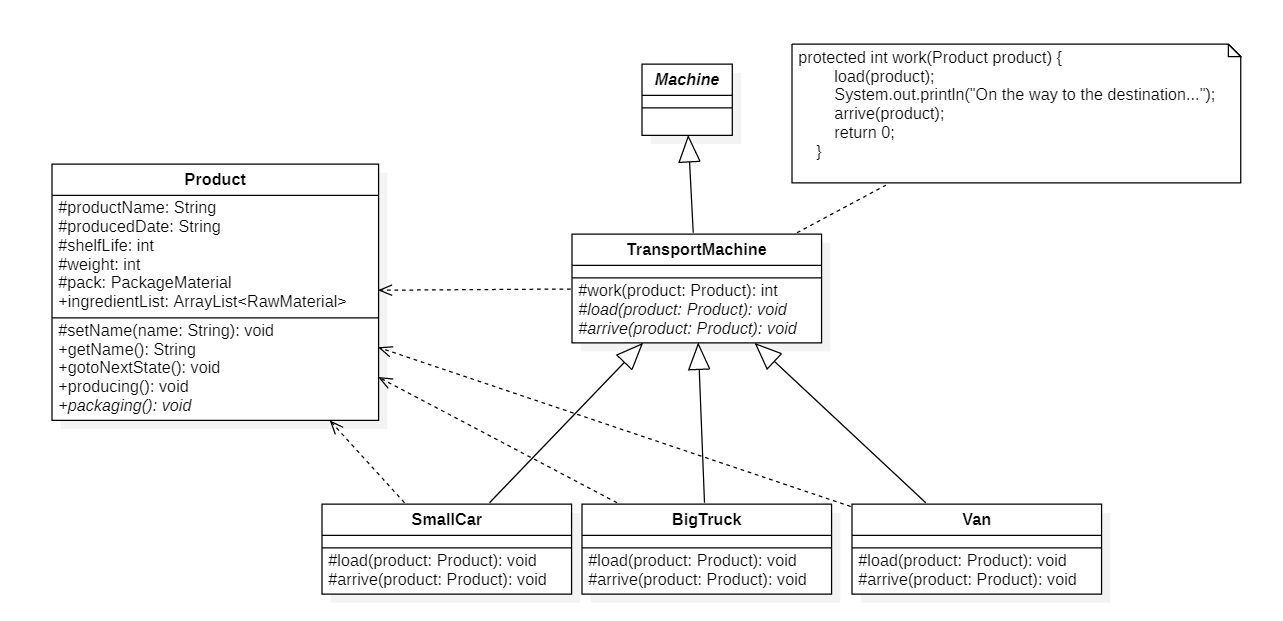 Machine
protected int work(Product product) {
load(product);
System.out.println("On the way to the destination...");
arrive(product);
return 0;
}
Product
#productName: String
#producedDate: String
#shelfLife: int
#weight: int
#pack: PackageMaterial
+ingredientList: ArrayList<RawMaterial>
#setName(name: String): void
+getName(): String
+gotoNextState(): void
+producing(): void
+packaging(): void
TransportMachine
#work(product: Product): int
#load(product: Product): void
#arrive(product: Product): void
SmallCar
#load(product: Product): void
#arrive(product: Product): void
BigTruck
#load(product: Product): void
#arrive(product: Product): void
Van
#load(product: Product): void
#arrive(product: Product): void